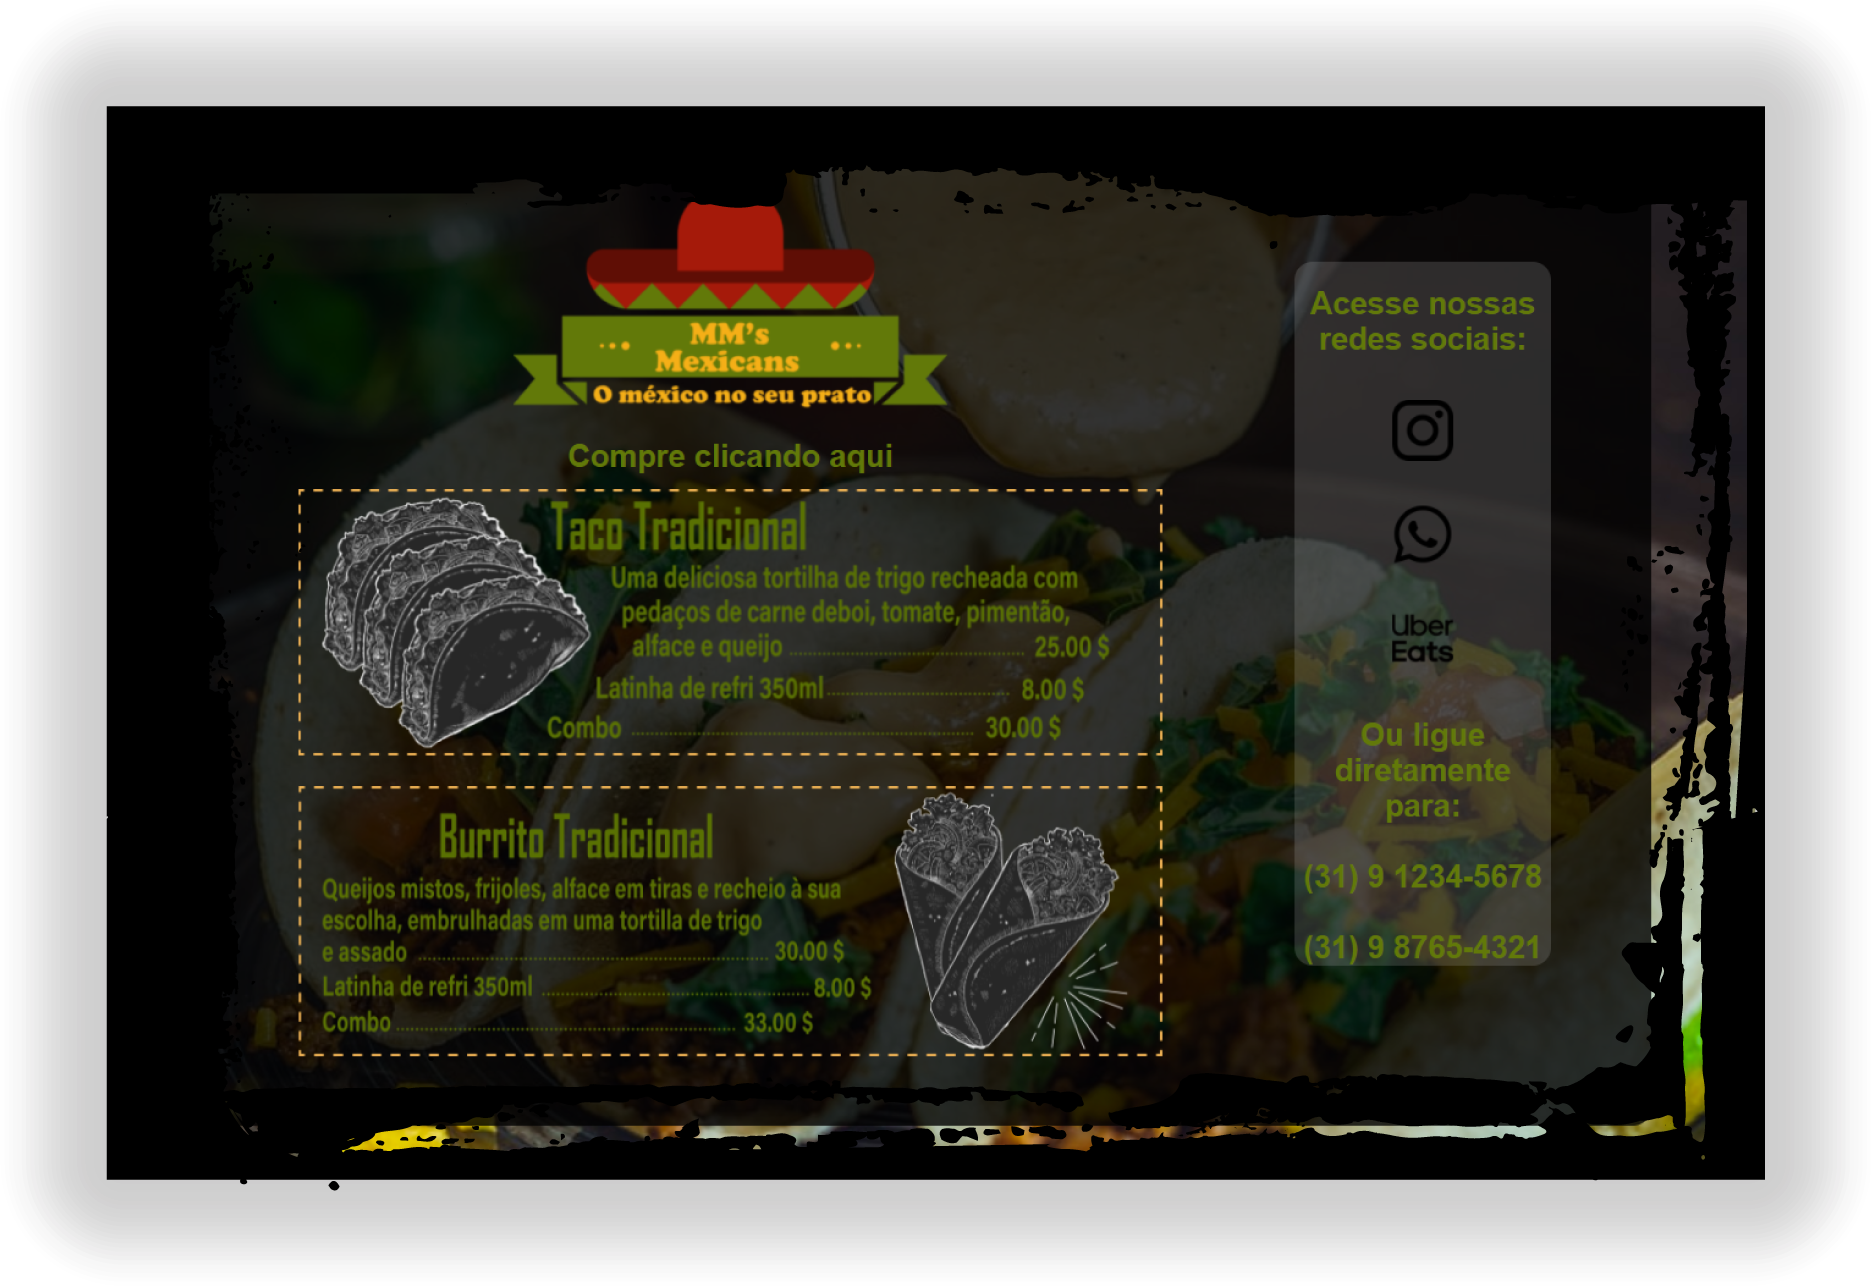 MM's
Mexicans
O méxico no seu prato
Compre clicando aqui
Taco Tradicional
Uma deliciosa tortilha de trigo recheada com
pedaços de carne deboi, tomate, pimentão,
alface e queijo ........ 25.00 $
Latinha de refri 350ml ........ 8.00 $
Combo ........ 30.00 $
Burrito Tradicional
Queijos mistos, frijoles, alface em tiras e recheio à sua
escolha, embrulhadas em uma tortilla de trigo
e assado ........ 30.00 $
Latinha de refri 350ml ........ 8.00 $
Combo ........ 33.00 $
Acesse nossas
redes sociais:
Uber
Eats
Ou ligue
diretamente
para:
(31) 9 1234-5678
(31) 9 8765-4321